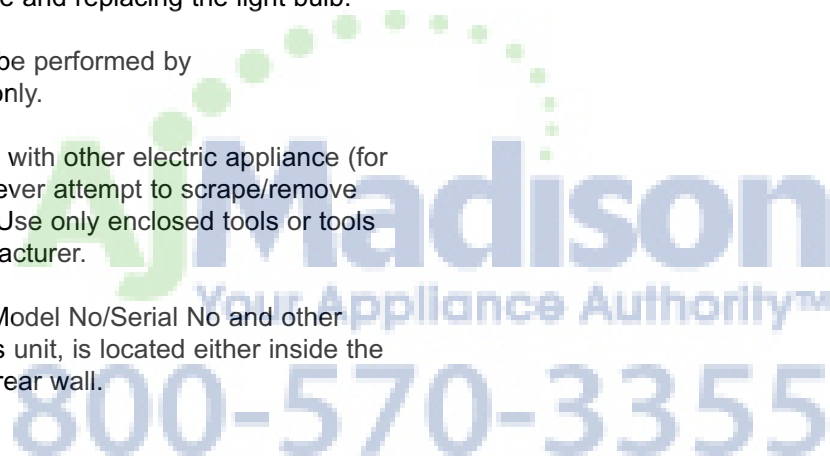 e and replacing the light bulb.
be performed by
only.
with other electric appliance (for
ever attempt to scrape/remove
Use only enclosed tools or tools
acturer.
Model No/Serial No and other
s unit, is located either inside the
rear wall.
AjMadison
Your Appliance Authority™
800-570-3355